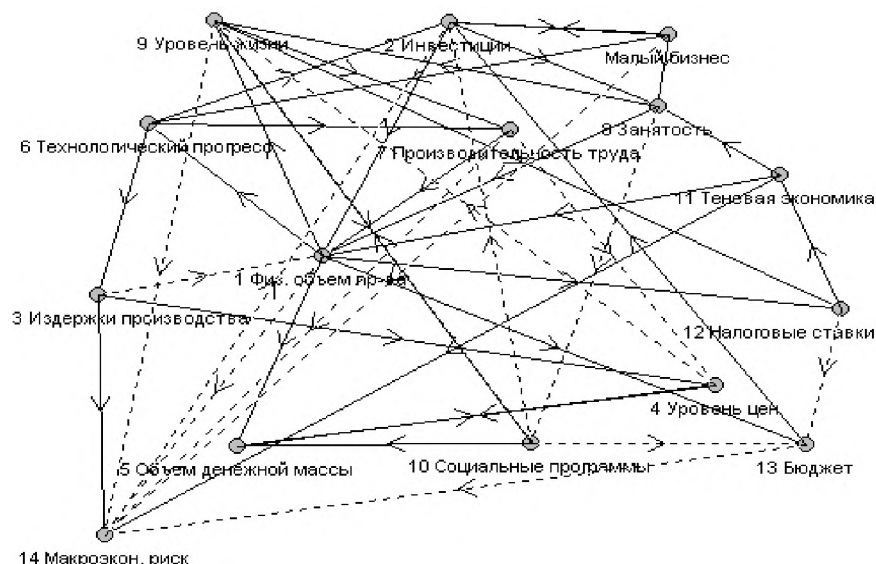 9 Уровень жизни
2 Инвестиции
Малый бизнес
6 Технологический прогресс
7 Производительность труда
8 Занятость
11 Теневая экономика
1 Физ. объем пр-ва
3 Издержки производства
12 Налоговые ставки
4 Уровень цен
5 Объем денежной массы
10 Социальные программы
13 Бюджет
14 Макроэкон. риск